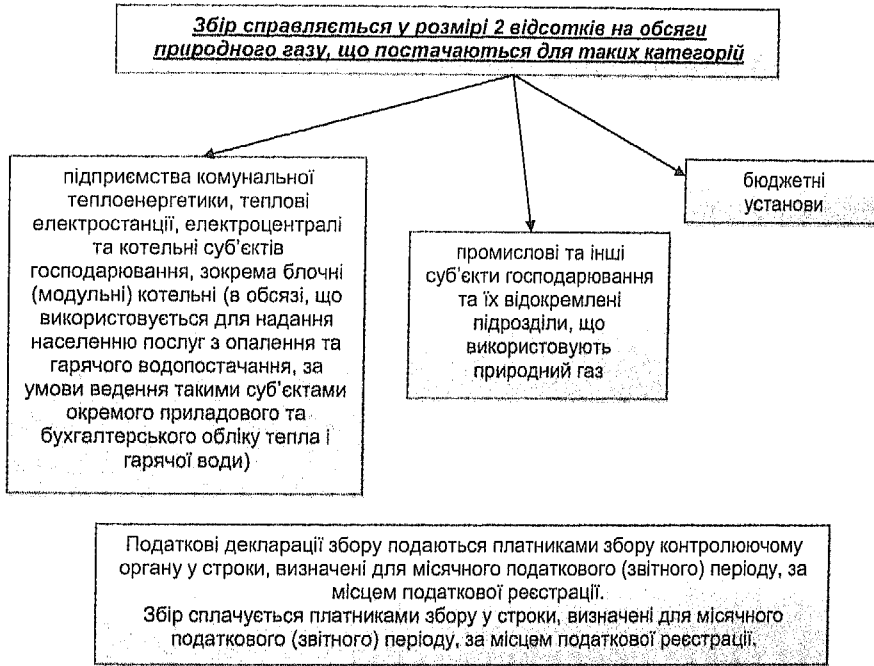 Збір справляється у розмірі 2 відсотків на обсяги
природного газу, що постачаються для таких категорій
підприємства комунальної
теплоенергетики, теплові
електростанції, електроцентралі
та котельні суб’єктів
господарювання, зокрема блочні
(модульні) котельні (в обсязі, що
використовується для надання
населенню послуг з опалення та
гарячого водопостачання, за
умови ведення такими суб’єктами
окремого приладового та
бухгалтерського обліку тепла і
гарячої води)
промислові та інші
суб’єкти господарювання
та їх відокремлені
підрозділи, що
використовують
природний газ
бюджетні
установи
Податкові декларації збору подаються платниками збору контролюючому
органу у строки, визначені для місячного податкового (звітного) періоду, за
місцем податкової реєстрації.
Збір сплачується платниками збору у строки, визначені для місячного
податкового (звітного) періоду, за місцем податкової реєстрації.